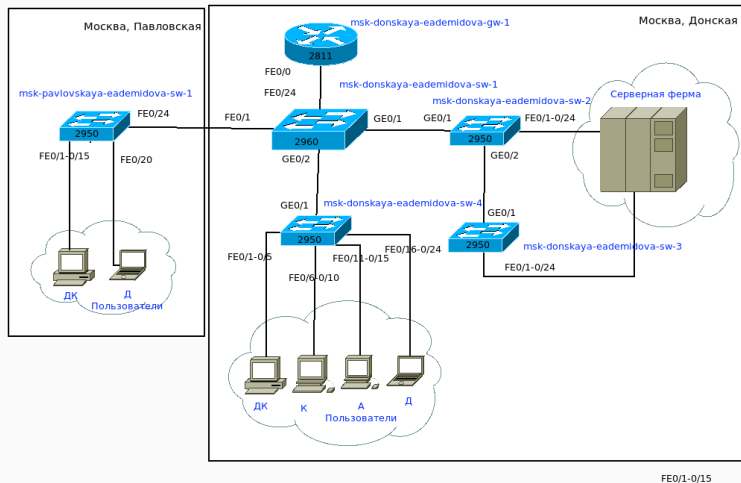 Москва, Павловская
Москва, Донская
msk-donskaya-eademidova-gw-1
2811
FE0/0
FE0/24
msk-donskaya-eademidova-sw-1
msk-pavlovskaya-eademidova-sw-1
FE0/24
2950
FE0/1
2960
GE0/1
GE0/1
msk-donskaya-eademidova-sw-2
FE0/1-0/24
2950
Серверная ферма
FE0/1-0/15
FE0/20
GE0/2
GE0/2
GE0/1
msk-donskaya-eademidova-sw-4
2950
GE0/1
2950
msk-donskaya-eademidova-sw-3
FE0/1-0/24
FE0/1-0/5
FE0/6-0/10
FE0/11-0/15
FE0/16-0/24
ДК
Д
Пользователи
ДК
К
А
Д
Пользователи
FE0/1-0/15